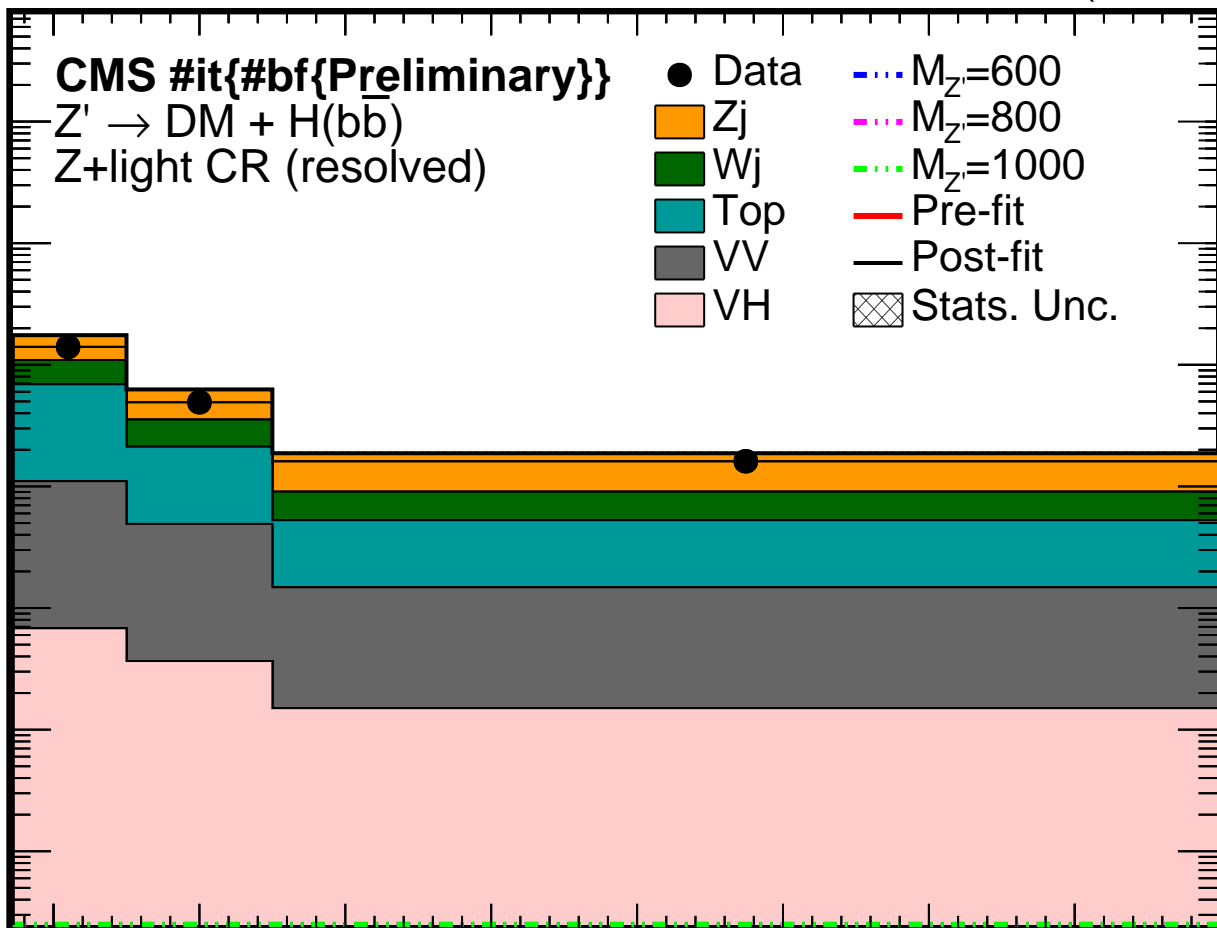 CMS #it{#bf{Preliminary}}
Z' → DM + H(bb̅)
Z+light CR (resolved)
Data
Zj
Wj
Top
VV
VH
M_Z'=600
M_Z'=800
M_Z'=1000
Pre-fit
Post-fit
Stats. Unc.